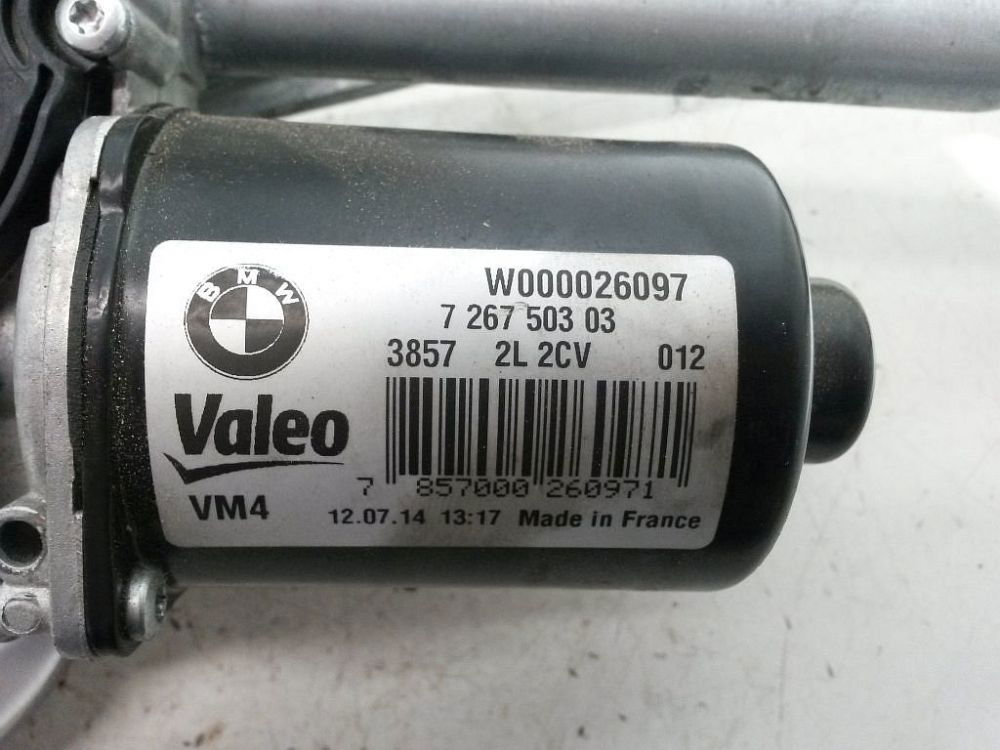 BMW
W000026097
7 267 503 03
3857 2L 2CV 012
Valeo
7 857000 260971
VM4
12.07.14 13:17 Made in France